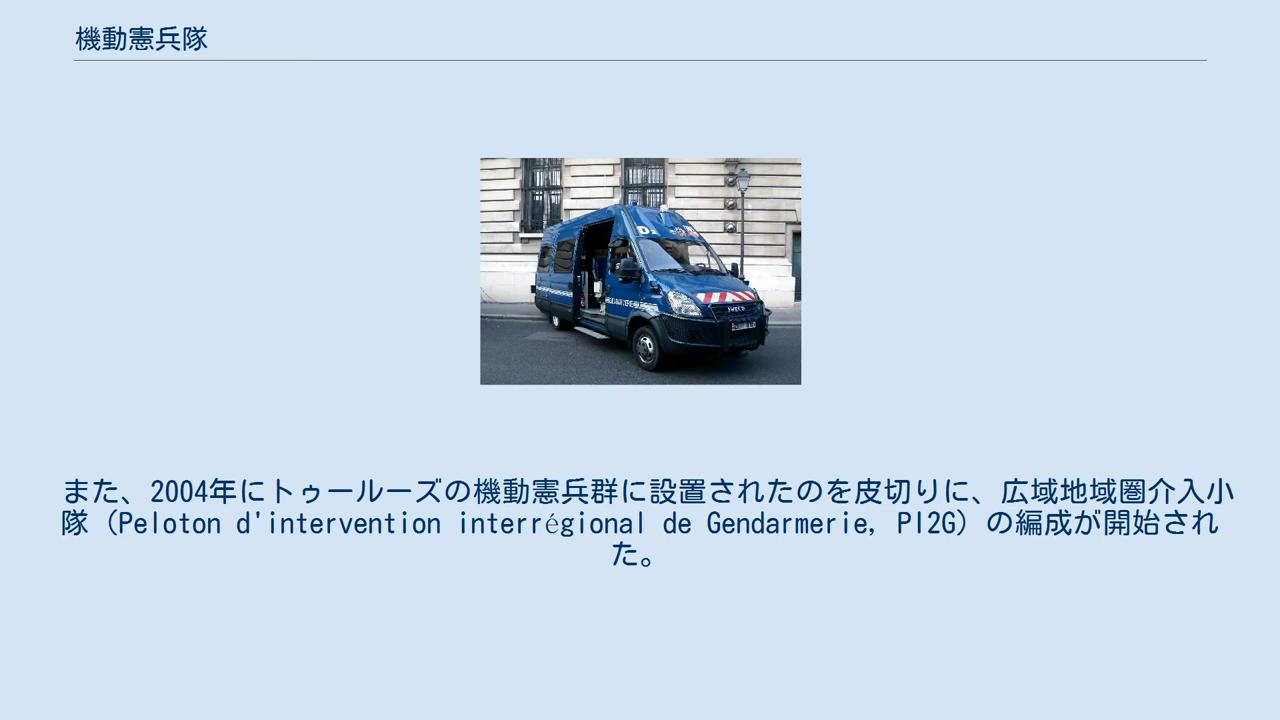 機動憲兵隊
IVECO
また、2004年にトゥールーズの機動憲兵群に設置されたのを皮切りに、広域地域圏介入小
隊（Peloton d'intervention interrégional de Gendarmerie, PI2G）の編成が開始され
た。